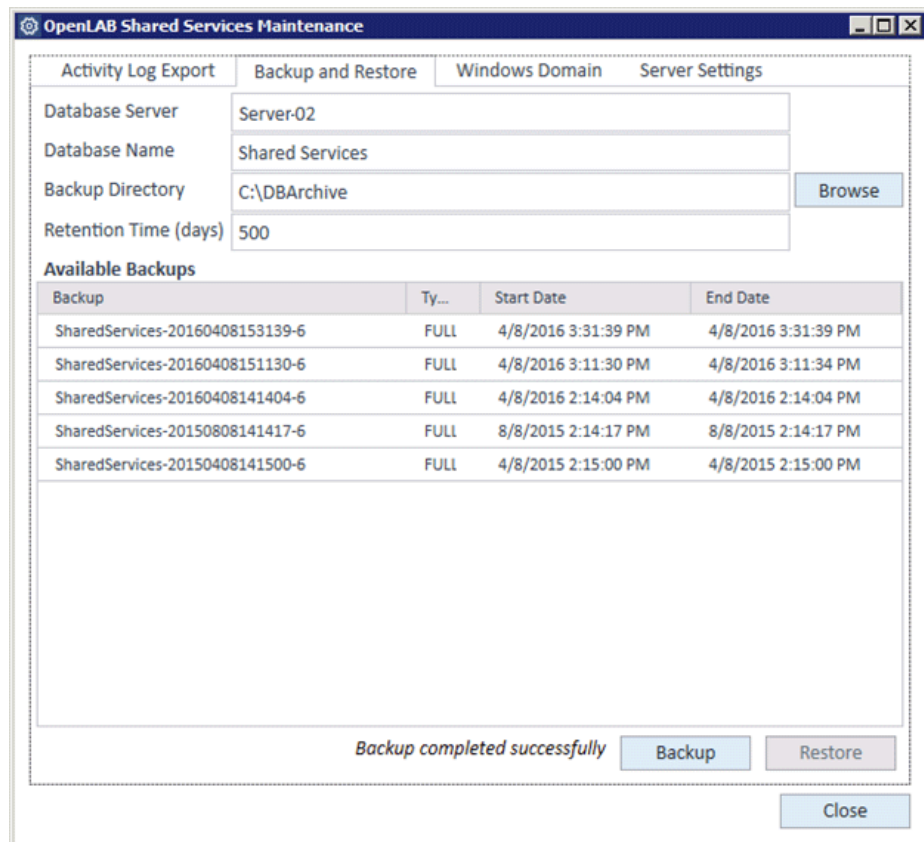 OpenLAB Shared Services Maintenance
Activity Log Export Backup and Restore Windows Domain Server Settings
Database Server Server-02
Database Name Shared Services
Backup Directory C:\DBArchive Browse
Retention Time (days) 500
Available Backups
Backup Ty... Start Date End Date
SharedServices-20160408153139-6 FULL 4/8/2016 3:31:39 PM 4/8/2016 3:31:39 PM
SharedServices-20160408151130-6 FULL 4/8/2016 3:11:30 PM 4/8/2016 3:11:34 PM
SharedServices-20160408141404-6 FULL 4/8/2016 2:14:04 PM 4/8/2016 2:14:04 PM
SharedServices-20150808141417-6 FULL 8/8/2015 2:14:17 PM 8/8/2015 2:14:17 PM
SharedServices-20150408141500-6 FULL 4/8/2015 2:15:00 PM 4/8/2015 2:15:00 PM
Backup completed successfully Backup Restore
Close